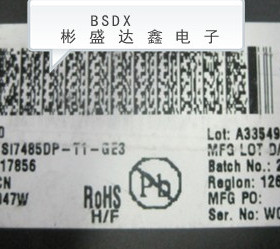 BSDX
彬盛达鑫电子
0
Lot: A33549
SI7485DP-T1-GE3
MFG LOT DA
17856
Batch No.: 2
CN
Region: 126
347W
RoHS
H/F
Pb
MFG PO:
Ser. No: W0